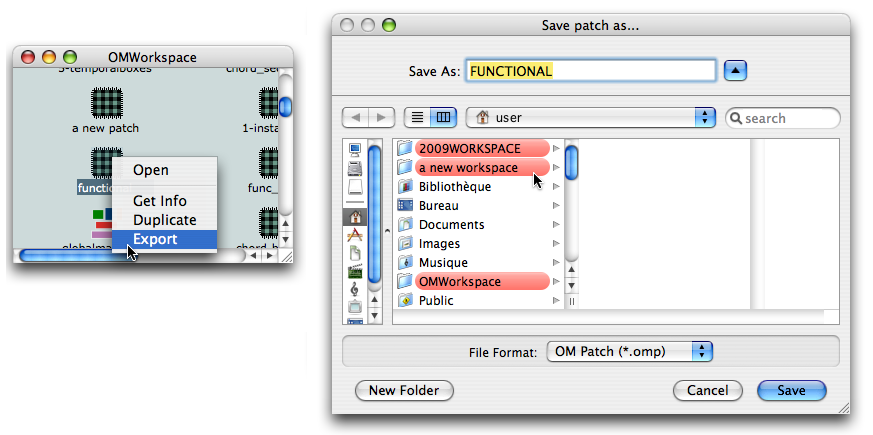 OMWorkspace
3-temporalboxes
chord_se
a new patch
1-insta
functio
func_
globalma
chord_b
Open
Get Info
Duplicate
Export
Save patch as...
Save As: FUNCTIONAL
user
search
2009WORKSPACE
a new workspace
Bibliothèque
Bureau
Documents
Images
Musique
OMWorkspace
Public
File Format: OM Patch (*.omp)
New Folder
Cancel
Save